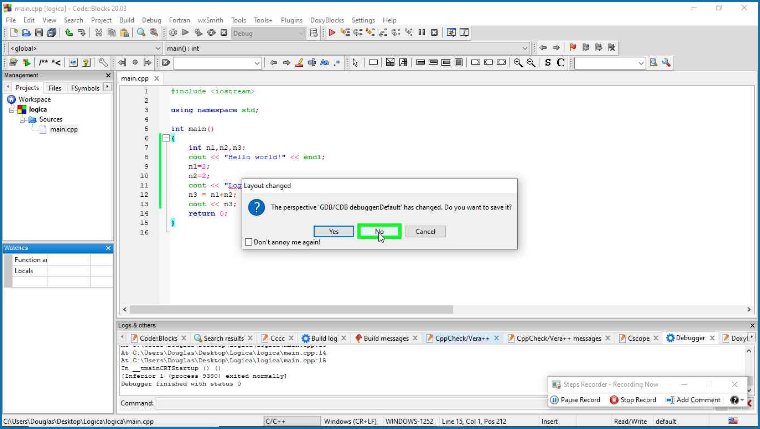 main.cpp [logica] - Code::Blocks 20.03
File Edit View Search Project Build Debug Fortran wxSmith Tools Tools+ Plugins DoxyBlocks Settings Help
Debug
<global> main() : int
/** *< 
S C
Management
Projects Files FSymbols
Workspace
logica
Sources
main.cpp
Watches
Function ar
Locals
main.cpp
1 #include <iostream>
2
3 using namespace std;
4
5 int main()
6 {
7 int n1,n2,n3;
8 cout << "Hello world!" << endl;
9 n1=2;
10 n2=2;
11 cout << "Log
12 n3 = n1+n2;
13 cout << n3;
14 return 0;
15 }
16
Layout changed
The perspective 'GDB/CDB debugger:Default' has changed. Do you want to save it?
Yes No Cancel
Don't annoy me again!
Logs & others
Code::Blocks Search results Cccc Build log Build messages CppCheck/Vera++ CppCheck/Vera++ messages Cscope Debugger DoxyBl
At C:\Users\Douglas\Desktop\Logica\logica\main.cpp:14
At C:\Users\Douglas\Desktop\Logica\logica\main.cpp:15
In __tmainCRTStartup () ()
[Inferior 1 (process 9350) exited normally]
Debugger finished with status 0
Command:
Steps Recorder - Recording Now
Pause Record Stop Record Add Comment
C:\Users\Douglas\Desktop\Logica\logica\main.cpp C/C++ Windows (CR+LF) WINDOWS-1252 Line 15, Col 1, Pos 212 Insert Read/Write default